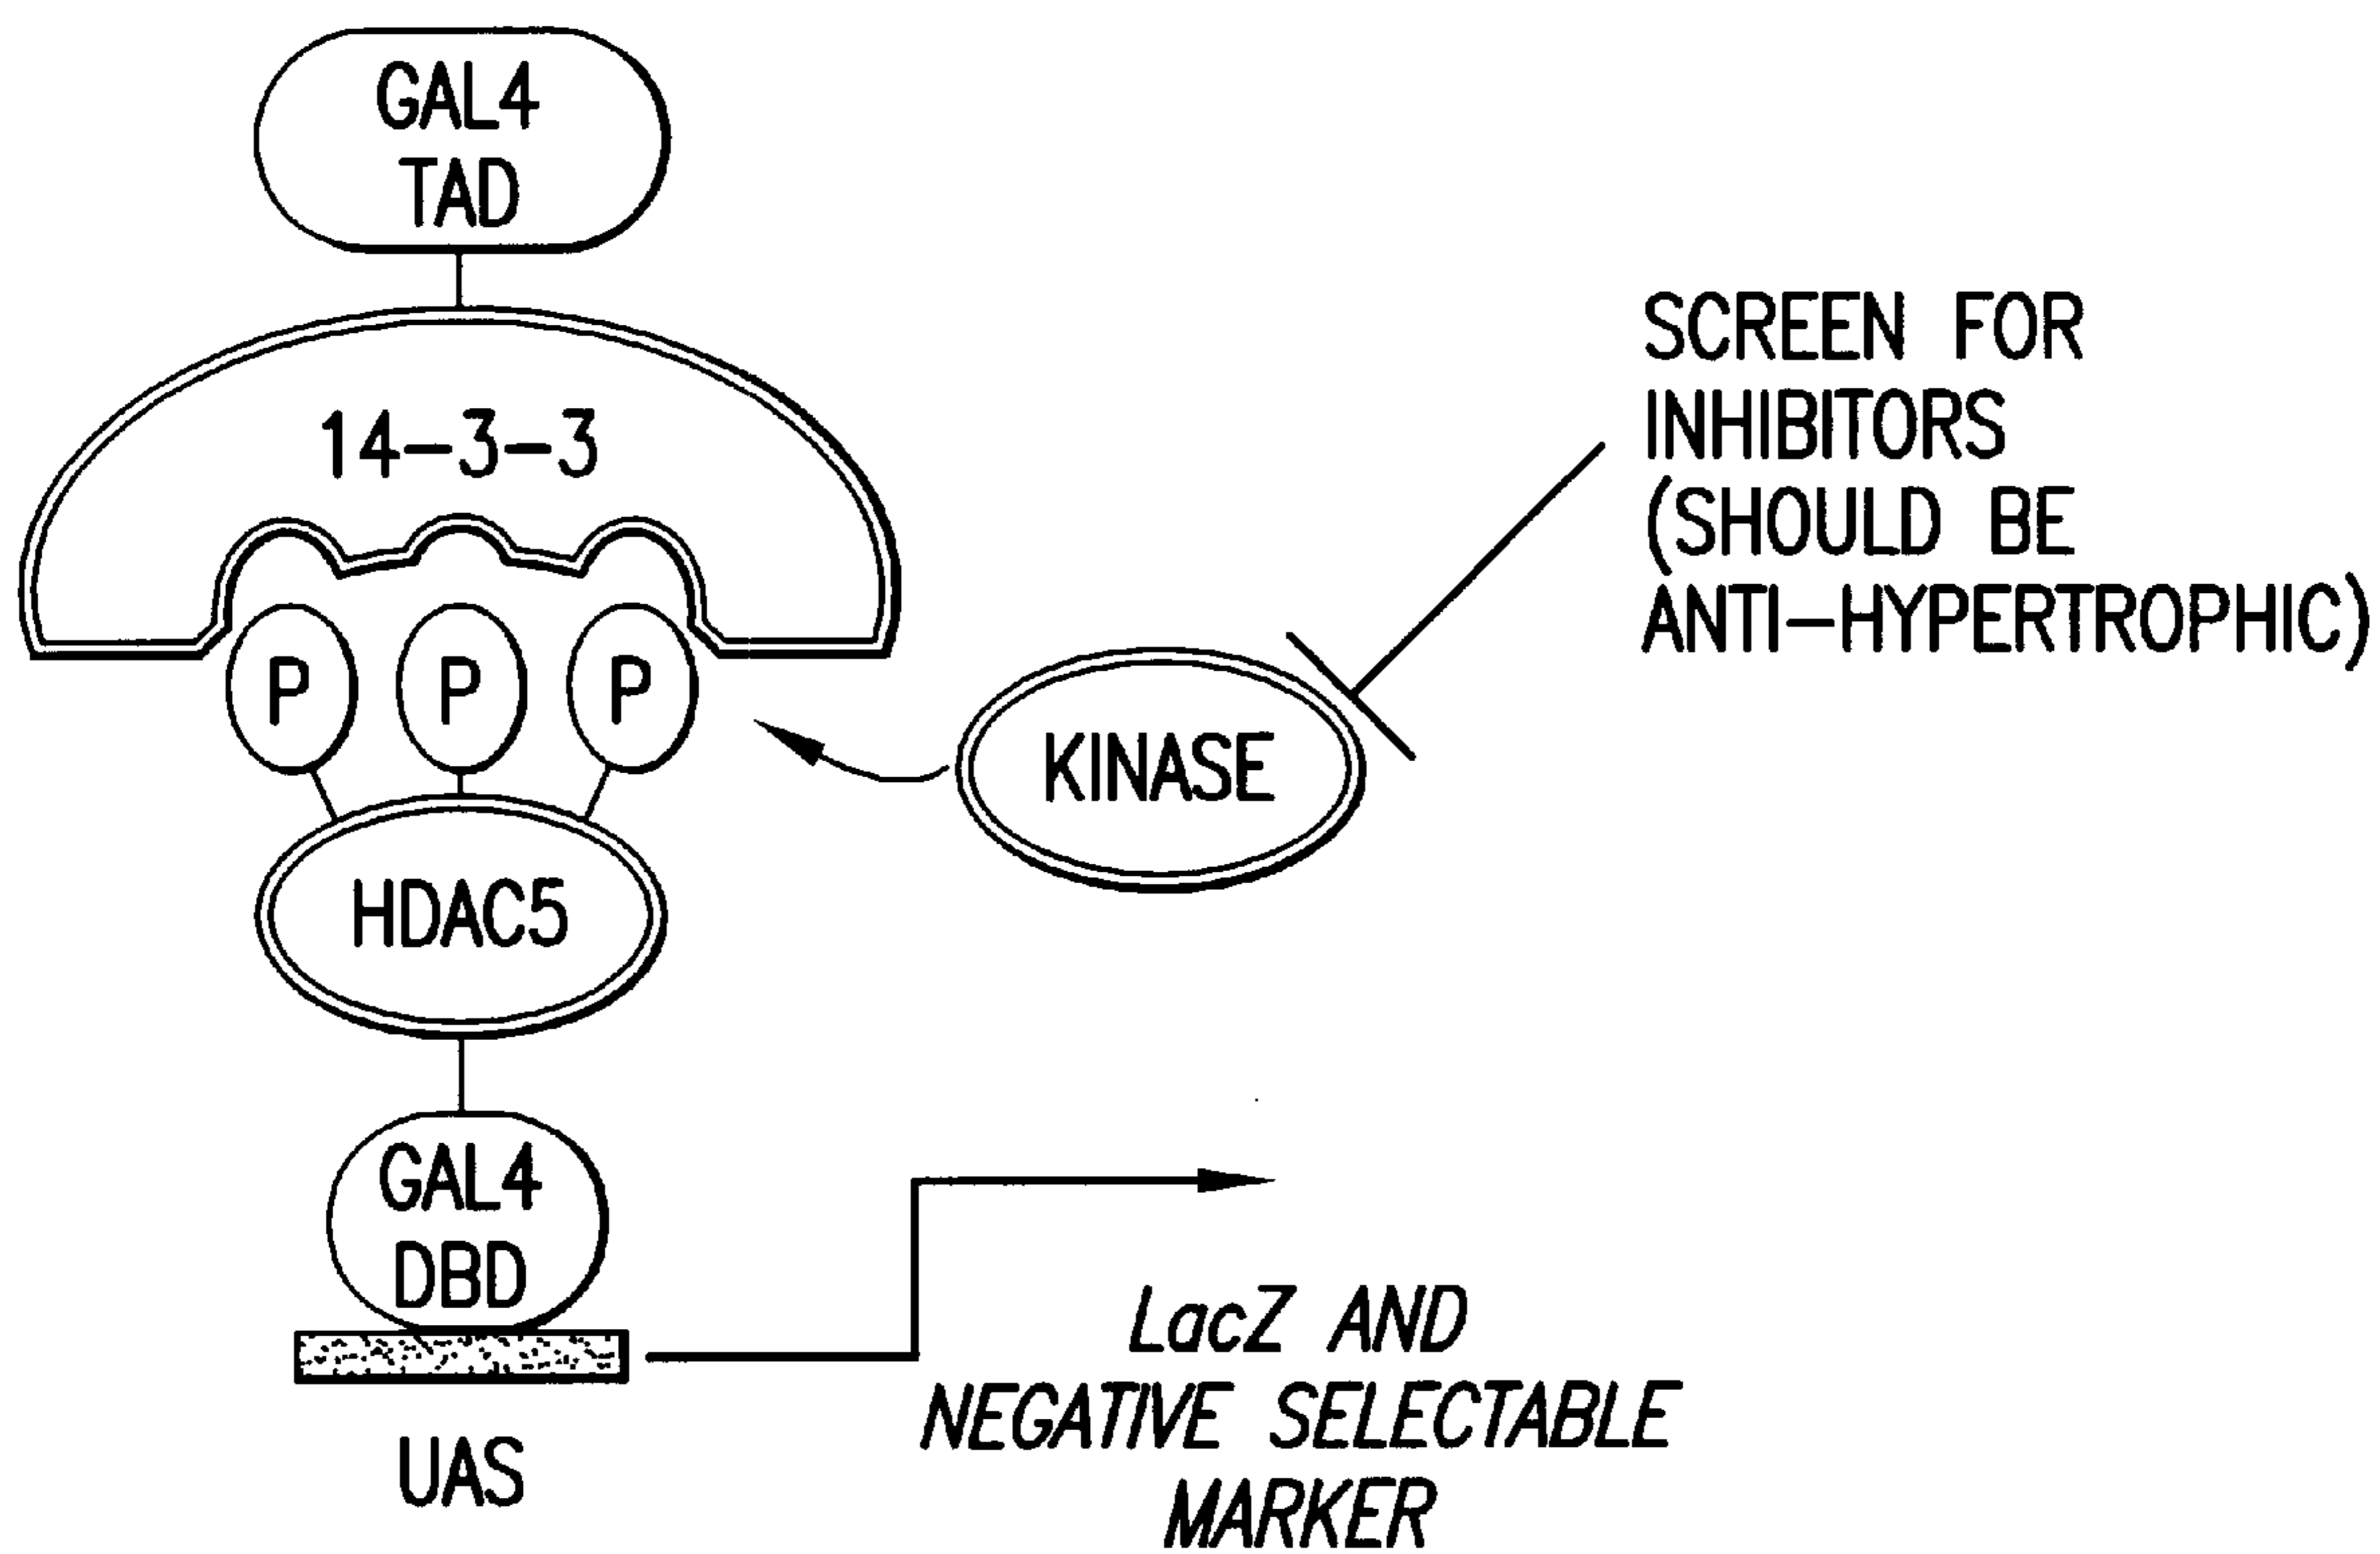 GAL4
TAD
14-3-3
SCREEN FOR
INHIBITORS
(SHOULD BE
ANTI-HYPERTROPHIC)
P P P
KINASE
HDAC5
GAL4
DBD
LacZ AND
NEGATIVE SELECTABLE
MARKER
UAS